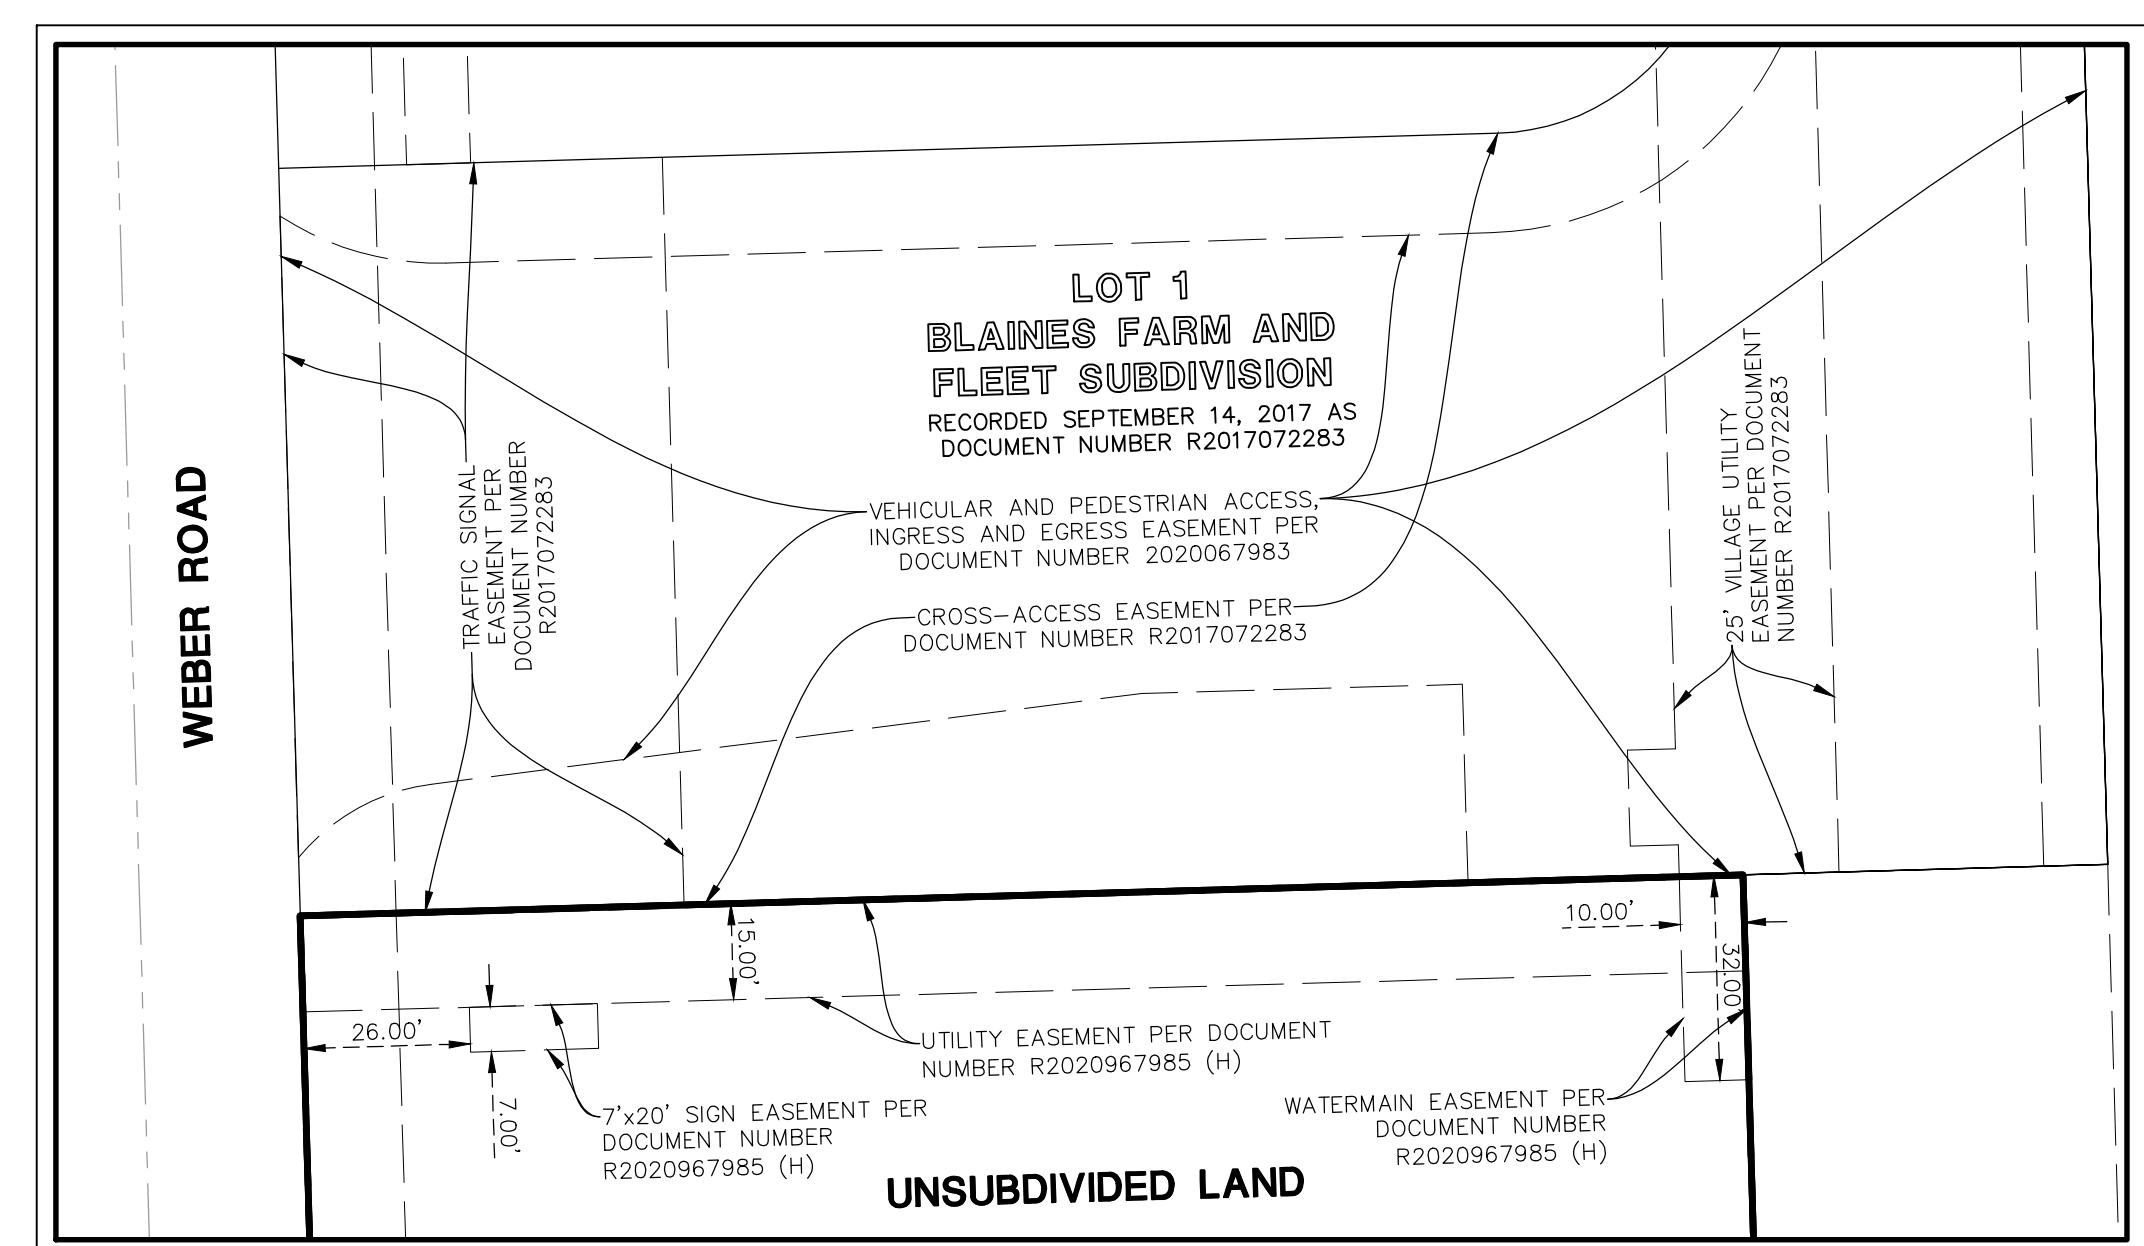 LOT 1
BLAINES FARM AND
FLEET SUBDIVISION
RECORDED SEPTEMBER 14, 2017 AS
DOCUMENT NUMBER R2017072283
WEBER ROAD
TRAFFIC SIGNAL
EASEMENT PER
DOCUMENT NUMBER
R2017072283
VEHICULAR AND PEDESTRIAN ACCESS,
INGRESS AND EGRESS EASEMENT PER
DOCUMENT NUMBER 2020067983
CROSS-ACCESS EASEMENT PER
DOCUMENT NUMBER R2017072283
25' VILLAGE UTILITY
EASEMENT PER DOCUMENT
NUMBER R2017072283
15.00'
10.00'
32.00'
26.00'
7.00'
UTILITY EASEMENT PER DOCUMENT
NUMBER R2020967985 (H)
7'x20' SIGN EASEMENT PER
DOCUMENT NUMBER
R2020967985 (H)
WATERMAIN EASEMENT PER
DOCUMENT NUMBER
R2020967985 (H)
UNSUBDIVIDED LAND